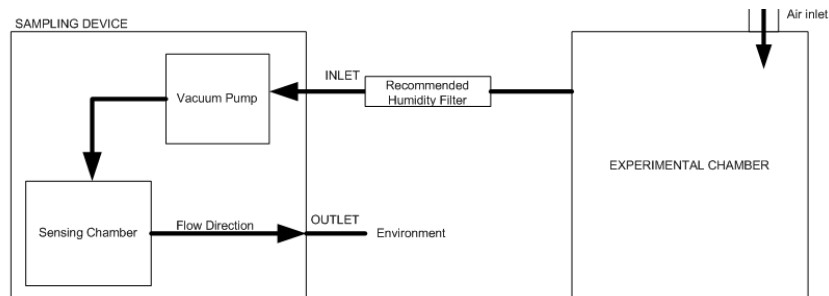 SAMPLING DEVICE
Air inlet
INLET
Recommended
Humidity Filter
Vacuum Pump
EXPERIMENTAL CHAMBER
Sensing Chamber
Flow Direction
OUTLET
Environment